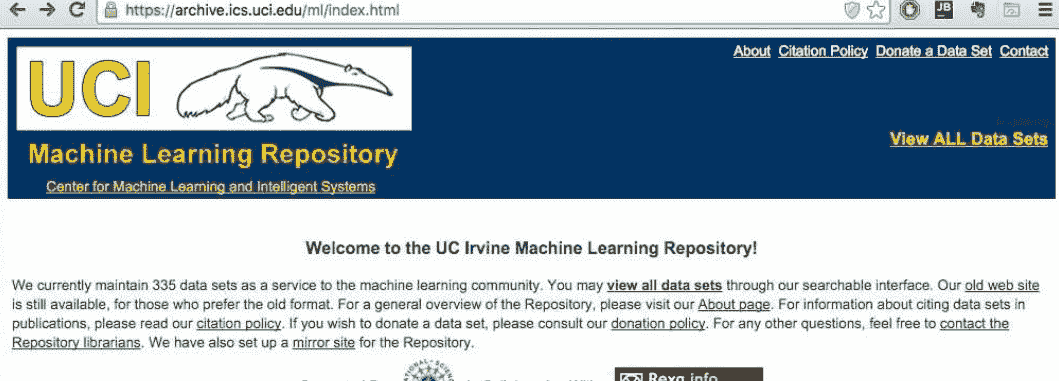 https://archive.ics.uci.edu/ml/index.html
JB
UCI
About Citation Policy Donate a Data Set Contact
View ALL Data Sets
Machine Learning Repository
Center for Machine Learning and Intelligent Systems
Welcome to the UC Irvine Machine Learning Repository!
We currently maintain 335 data sets as a service to the machine learning community. You may view all data sets through our searchable interface. Our old web site
is still available, for those who prefer the old format. For a general overview of the Repository, please visit our About page. For information about citing data sets in
publications, please read our citation policy. If you wish to donate a data set, please consult our donation policy. For any other questions, feel free to contact the
Repository librarians. We have also set up a mirror site for the Repository.
Rexa.info